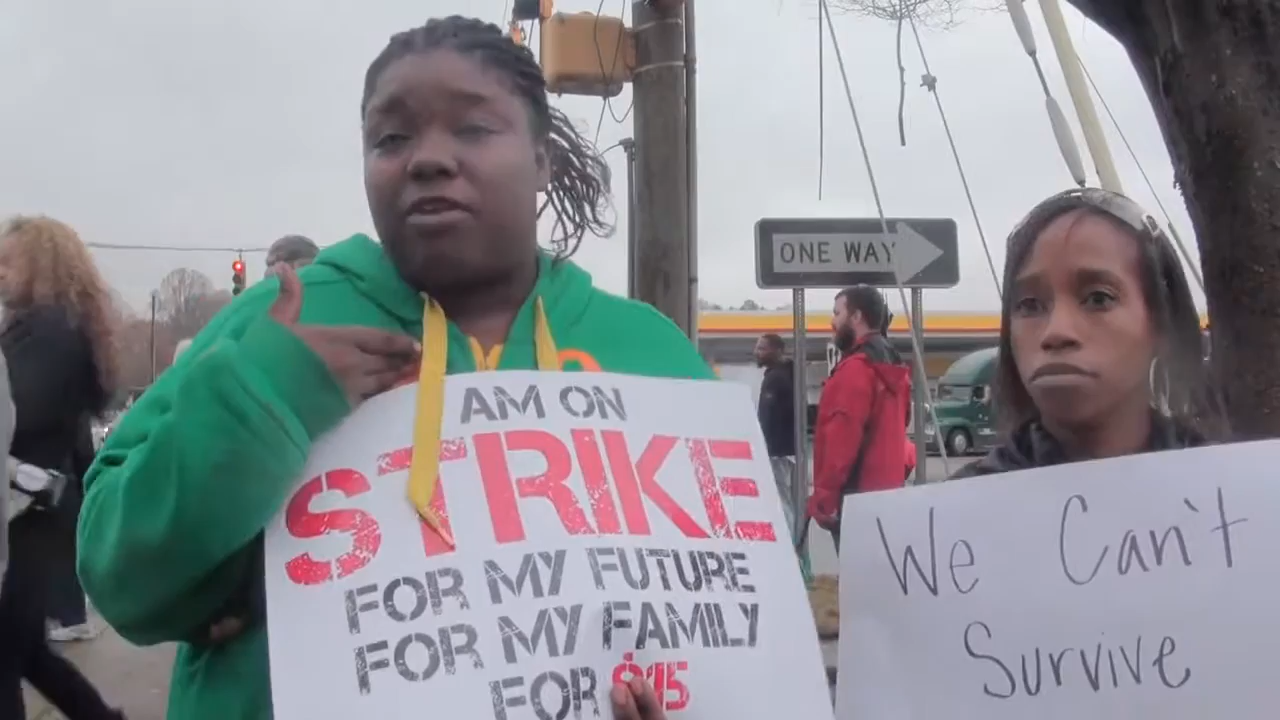 ONE WAY
AM ON
STRIKE
FOR MY FUTURE
FOR MY FAMILY
FOR $15
We Can't
Survive